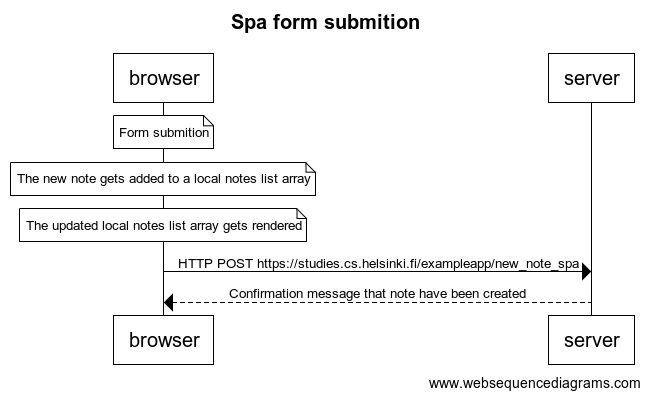 Spa form submition
browser
server
Form submition
The new note gets added to a local notes list array
The updated local notes list array gets rendered
HTTP POST https://studies.cs.helsinki.fi/exampleapp/new_note_spa
Confirmation message that note have been created
browser
server
www.websequencediagrams.com